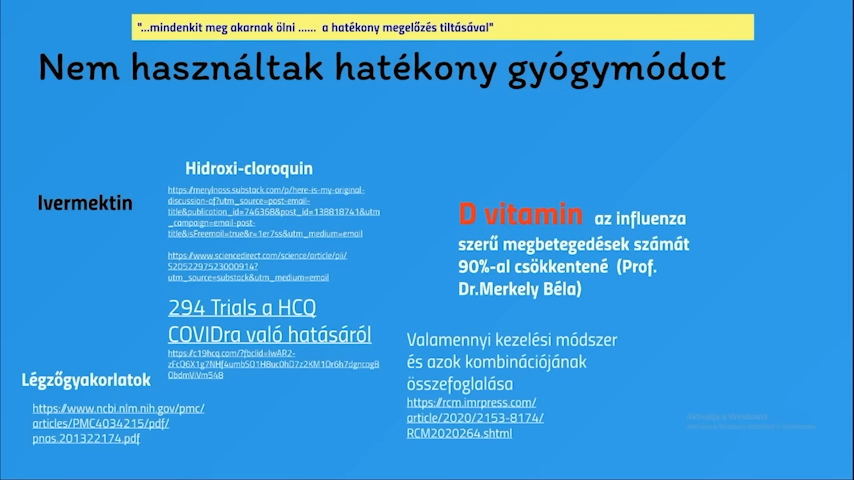 "...mindenkit meg akarnak ölni ...... a hatékony megelőzés tiltásával"
Nem használtak hatékony gyógymódot
Hidroxi-cloroquin
https://merylnass.substack.com/p/here-is-my-original-
discussion-of?utm_source=post-email-
title&publication_id=746368&post_id=138818741&utm
_campaign=email-post-
title&isFreemail=true&r=1er7ss&utm_medium=email
https://www.sciencedirect.com/science/article/pii/
S2052297523000914?
utm_source=substack&utm_medium=email
Ivermektin
294 Trials a HCQ
COVIDra való hatásáról
https://c19hcq.com/?fbclid=IwAR2-
Légzőgyakorlatok
https://www.ncbi.nlm.nih.gov/pmc/
articles/PMC4034215/pdf/
pnas.201322174.pdf
D vitamin az influenza
szerű megbetegedések számát
90%-al csökkentené (Prof.
Dr.Merkely Béla)
Valamennyi kezelési módszer
és azok kombinációjának
összefoglalása
https://rcm.imrpress.com/
article/2020/2153-8174/
RCM2020264.shtml